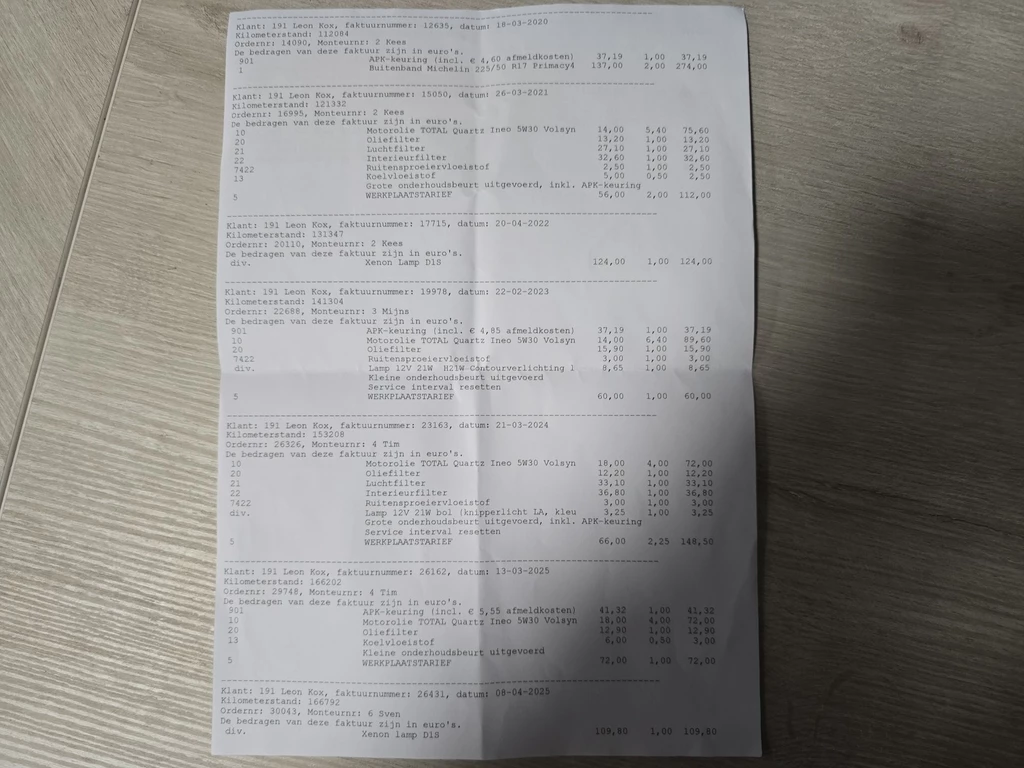 Klant: 191 Leon Kox, faktuurnummer: 12635, datum: 18-03-2020
Kilometerstand: 112084
Ordernr: 14090, Monteurnr: 2 Kees
De bedragen van deze faktuur zijn in euro's.
901 APK-keuring (incl. € 4,60 afmeldkosten) 37,19 1,00 37,19
1 Buitenband Michelin 225/50 R17 Primacy4 137,00 2,00 274,00
Klant: 191 Leon Kox, faktuurnummer: 15050, datum: 26-03-2021
Kilometerstand: 121332
Ordernr: 16995, Monteurnr: 2 Kees
De bedragen van deze faktuur zijn in euro's.
10 Motorolie TOTAL Quartz Ineo 5W30 Volsyn 14,00 5,40 75,60
20 Oliefilter 13,20 1,00 13,20
21 Luchtfilter 27,10 1,00 27,10
22 Interieurfilter 32,60 1,00 32,60
7422 Ruitensproeiervloeistof 2,50 1,00 2,50
13 Koelvloeistof 5,00 0,50 2,50
Grote onderhoudsbeurt uitgevoerd, inkl. APK-keuring
5 WERKPLAATSTARIEF 56,00 2,00 112,00
Klant: 191 Leon Kox, faktuurnummer: 17715, datum: 20-04-2022
Kilometerstand: 131347
Ordernr: 20110, Monteurnr: 2 Kees
De bedragen van deze faktuur zijn in euro's.
div. Xenon Lamp D1S 124,00 1,00 124,00
Klant: 191 Leon Kox, faktuurnummer: 19978, datum: 22-02-2023
Kilometerstand: 141304
Ordernr: 22688, Monteurnr: 3 Mijns
De bedragen van deze faktuur zijn in euro's.
901 APK-keuring (incl. € 4,85 afmeldkosten) 37,19 1,00 37,19
10 Motorolie TOTAL Quartz Ineo 5W30 Volsyn 14,00 6,40 89,60
20 Oliefilter 15,90 1,00 15,90
7422 Ruitensproeiervloeistof 3,00 1,00 3,00
div. Lamp 12V 21W H21W Contourverlichting l 8,65 1,00 8,65
Kleine onderhoudsbeurt uitgevoerd
Service interval resetten
5 WERKPLAATSTARIEF 60,00 1,00 60,00
Klant: 191 Leon Kox, faktuurnummer: 23163, datum: 21-03-2024
Kilometerstand: 153208
Ordernr: 26326, Monteurnr: 4 Tim
De bedragen van deze faktuur zijn in euro's.
10 Motorolie TOTAL Quartz Ineo 5W30 Volsyn 18,00 4,00 72,00
20 Oliefilter 12,20 1,00 12,20
21 Luchtfilter 33,10 1,00 33,10
22 Interieurfilter 36,80 1,00 36,80
7422 Ruitensproeiervloeistof 3,00 1,00 3,00
div. Lamp 12V 21W bol (knipperlicht LA, kleu 3,25 1,00 3,25
Grote onderhoudsbeurt uitgevoerd, inkl. APK-keuring
Service interval resetten
5 WERKPLAATSTARIEF 66,00 2,25 148,50
Klant: 191 Leon Kox, faktuurnummer: 26162, datum: 13-03-2025
Kilometerstand: 166202
Ordernr: 29748, Monteurnr: 4 Tim
De bedragen van deze faktuur zijn in euro's.
901 APK-keuring (incl. € 5,55 afmeldkosten) 41,32 1,00 41,32
10 Motorolie TOTAL Quartz Ineo 5W30 Volsyn 18,00 4,00 72,00
20 Oliefilter 12,90 1,00 12,90
13 Koelvloeistof 6,00 0,50 3,00
Kleine onderhoudsbeurt uitgevoerd
5 WERKPLAATSTARIEF 72,00 1,00 72,00
Klant: 191 Leon Kox, faktuurnummer: 26431, datum: 08-04-2025
Kilometerstand: 166792
Ordernr: 30043, Monteurnr: 6 Sven
De bedragen van deze faktuur zijn in euro's.
div. Xenon lamp D1S 109,80 1,00 109,80